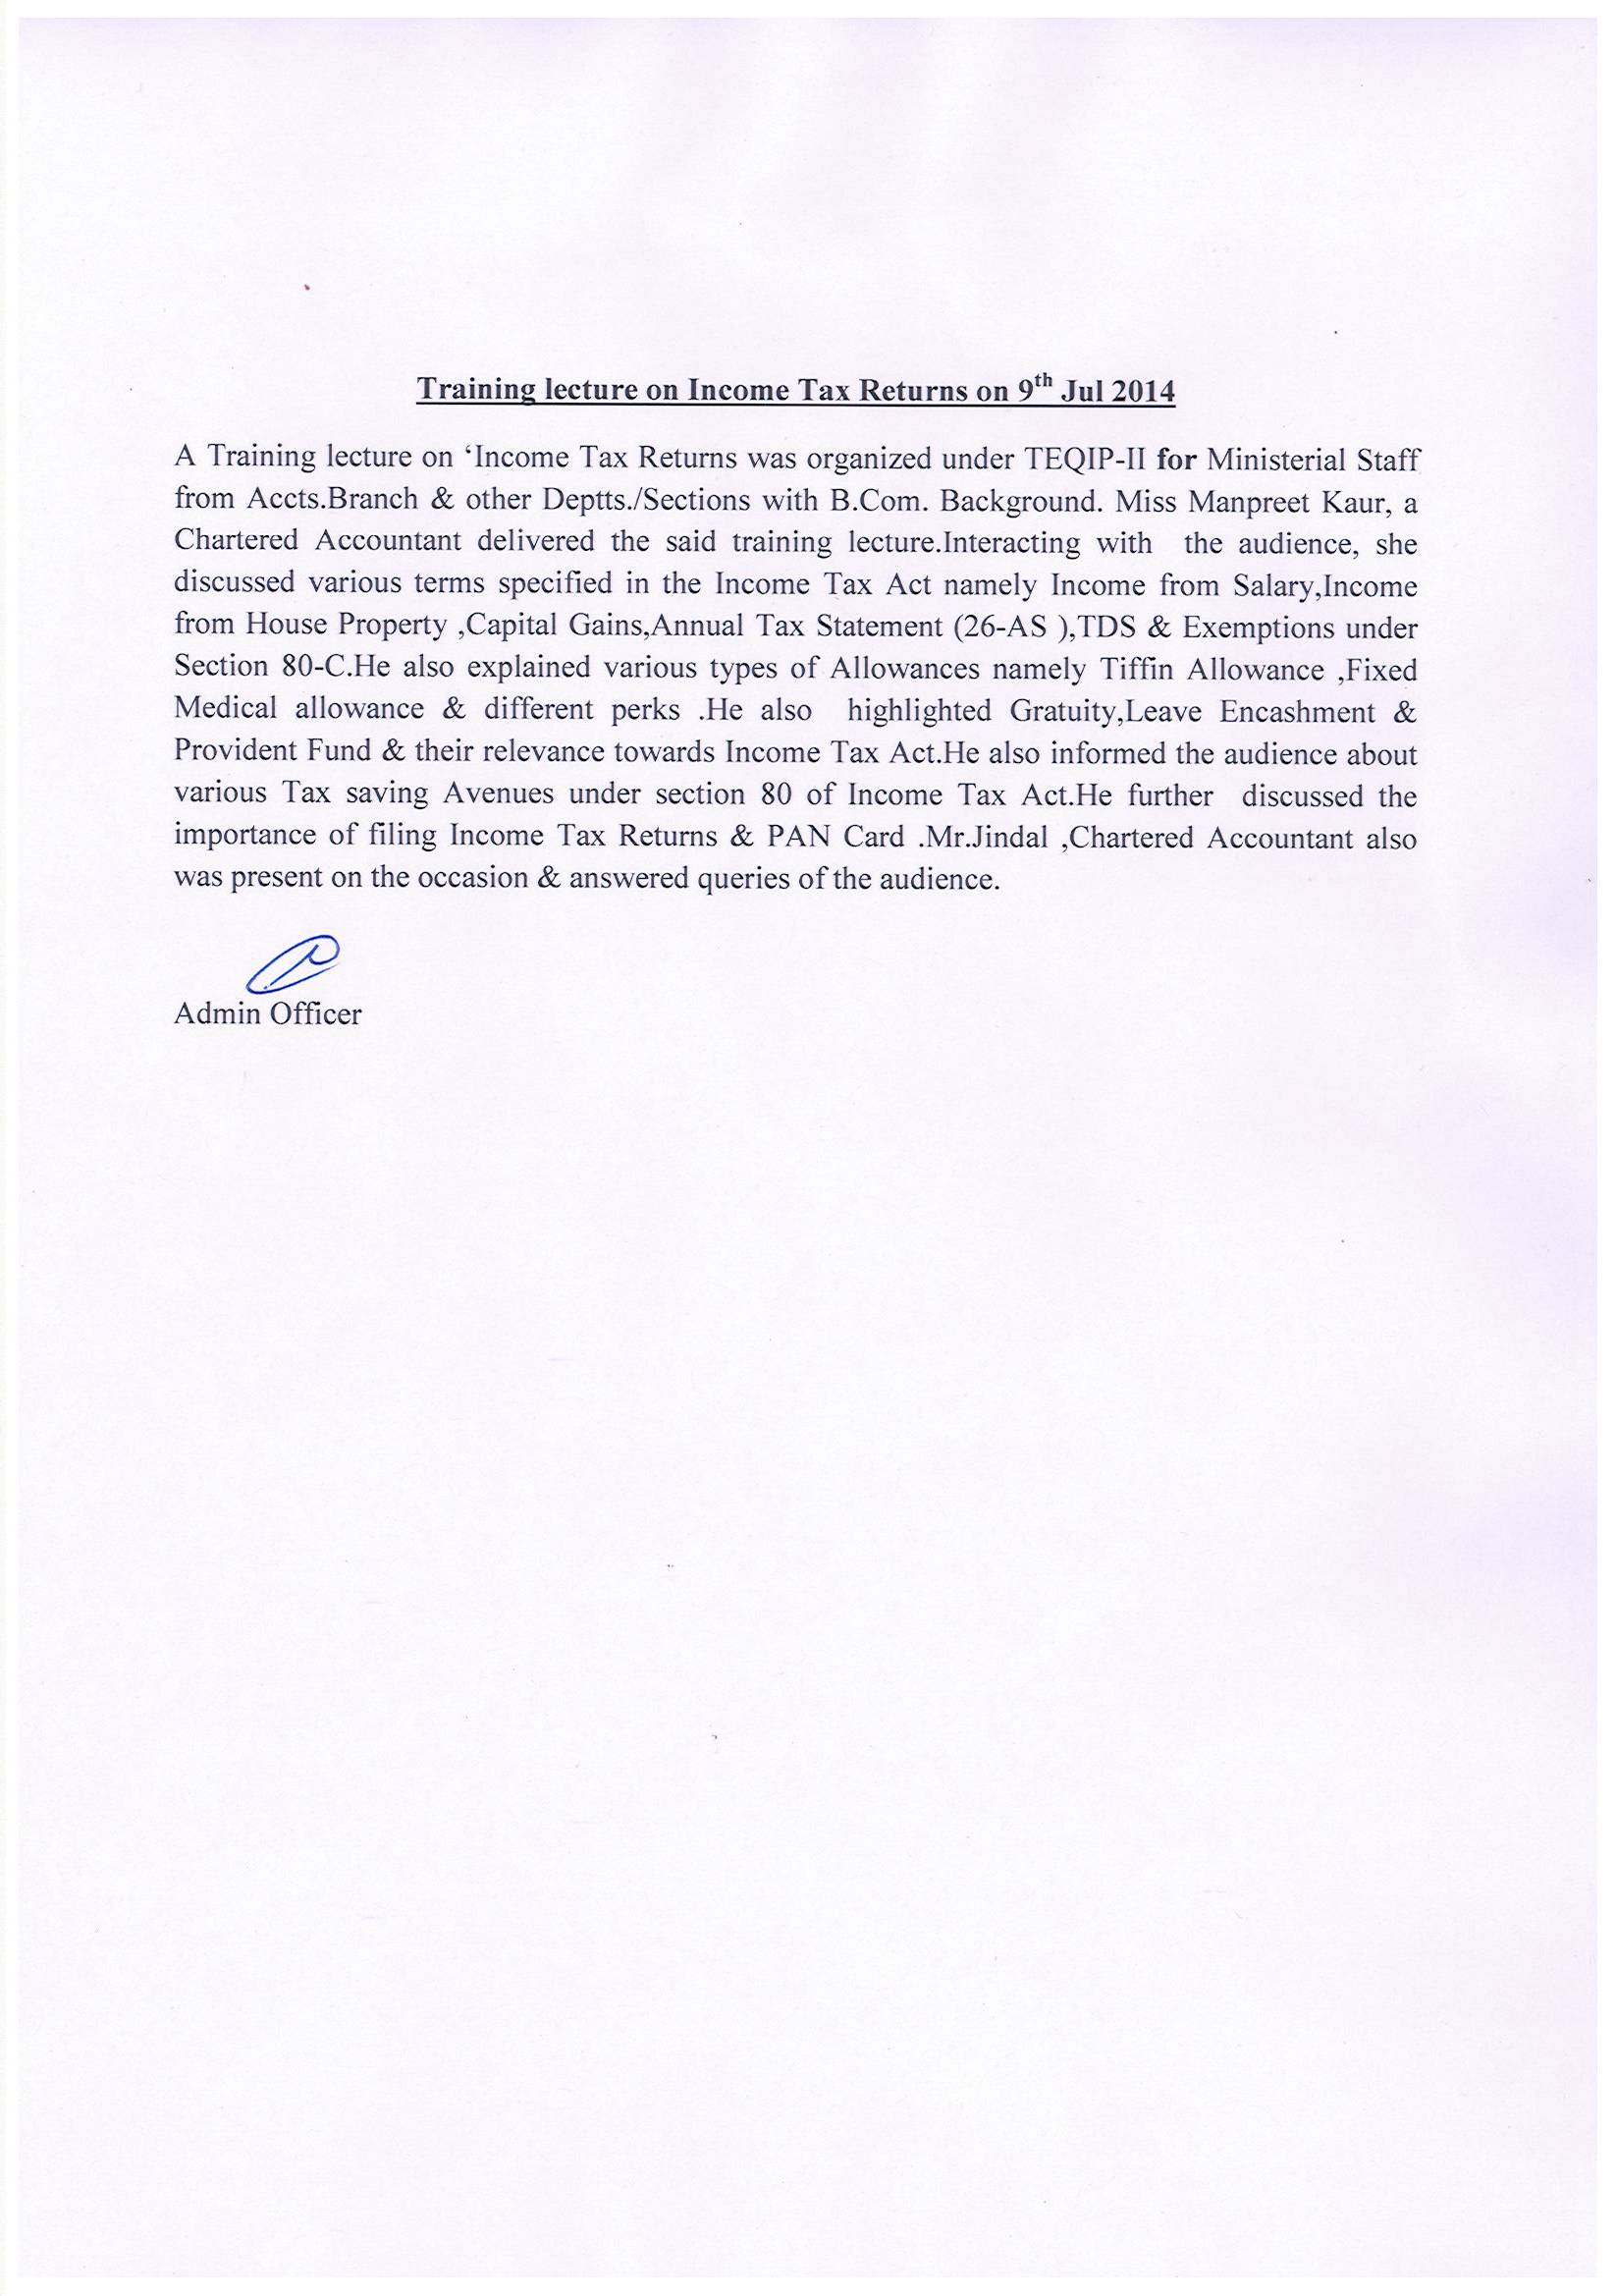 Training lecture on Income Tax Returns on 9th Jul 2014
A Training lecture on ‘Income Tax Returns was organized under TEQIP-II for Ministerial Staff
from Accts.Branch & other Deptts./Sections with B.Com. Background. Miss Manpreet Kaur, a
Chartered Accountant delivered the said training lecture.Interacting with  the audience, she
discussed various terms specified in the Income Tax Act namely Income from Salary,Income
from House Property ,Capital Gains,Annual Tax Statement (26-AS ),TDS & Exemptions under
Section 80-C.He also explained various types of Allowances namely Tiffin Allowance ,Fixed
Medical allowance & different perks .He also  highlighted Gratuity,Leave Encashment &
Provident Fund & their relevance towards Income Tax Act.He also informed the audience about
various Tax saving Avenues under section 80 of Income Tax Act.He further  discussed the
importance of filing Income Tax Returns & PAN Card .Mr.Jindal ,Chartered Accountant also
was present on the occasion & answered queries of the audience.
Admin Officer